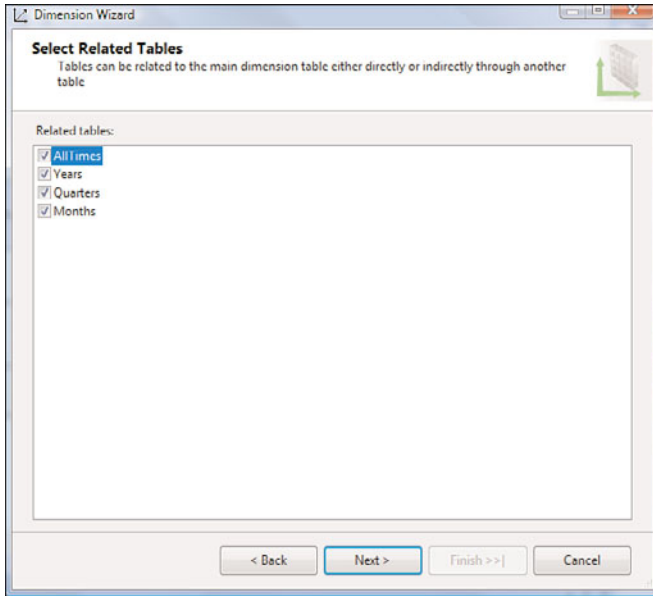 Dimension Wizard
Select Related Tables
Tables can be related to the main dimension table either directly or indirectly through another
table
Related tables:
AllTimes
Years
Quarters
Months
< Back
Next >
Finish >>|
Cancel